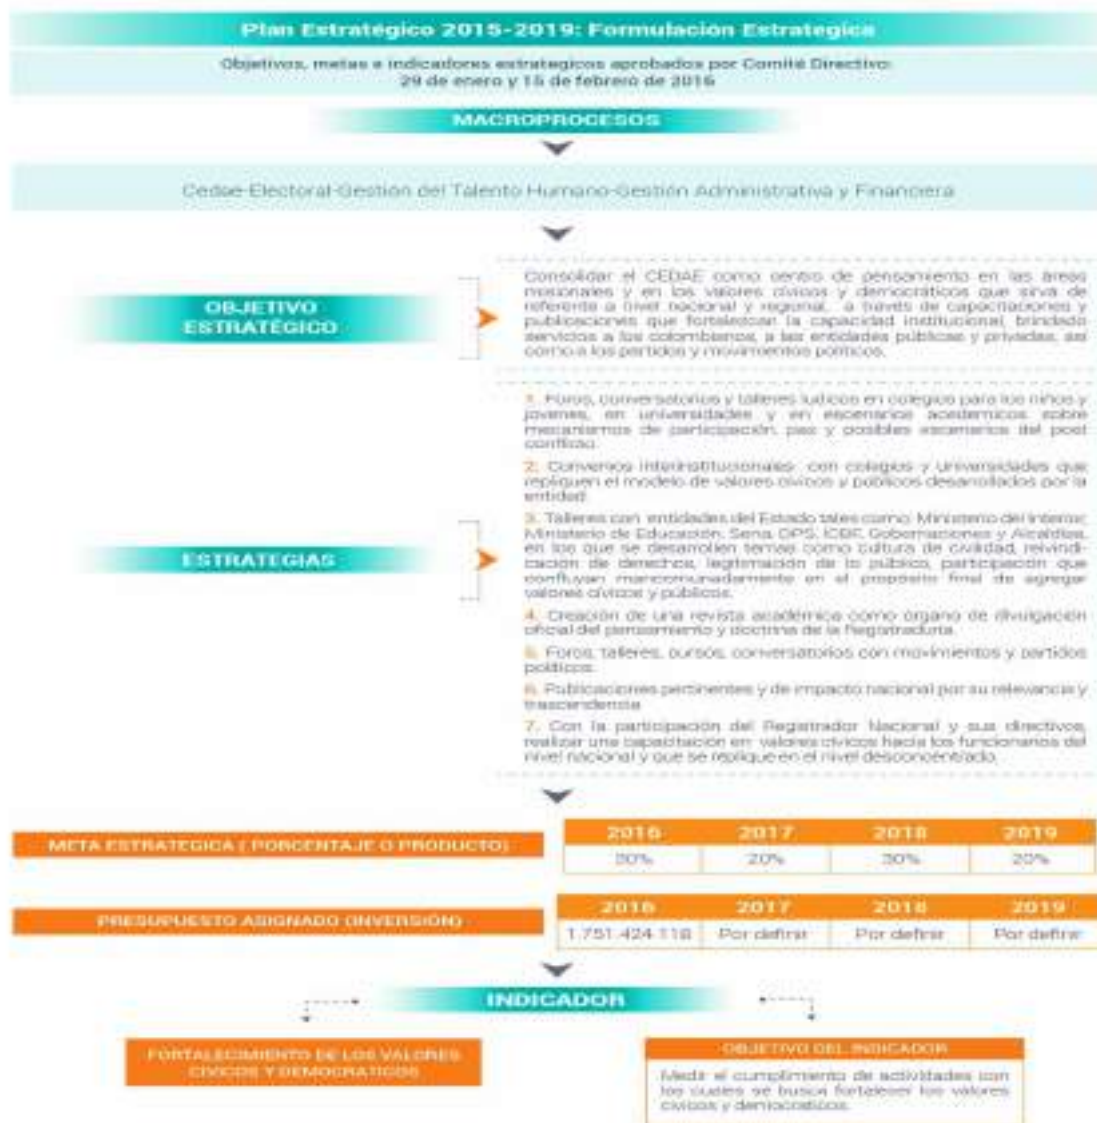 Plan Estratégico 2015-2019: Formulación Estrategica
Objetivos, metas e indicadores estrategicos aprobados por Comité Directivo:
29 de enero y 15 de febrero de 2016
MACROPROCESOS
Cedae-Electoral-Gestión del Talento Humano-Gestión Administrativa y Financiera
OBJETIVO
ESTRATÉGICO
Consolidar el CEDAE como centro de pensamiento en las áreas
misionales y en los valores cívicos y democráticos que sirva de
referente a nivel nacional y regional, a través de capacitaciones y
publicaciones que fortalezcan la capacidad institucional, brindado
servicios a los colombianos, a las entidades públicas y privadas, así
como a los partidos y movimientos políticos.
ESTRATEGIAS
1. Foros, conversatorios y talleres lúdicos en colegios para los niños y
jóvenes, en universidades y en escenarios académicos sobre
mecanismos de participación, paz y posibles escenarios del post
conflicto.
2. Convenios interinstitucionales con colegios y universidades que
repliquen el modelo de valores cívicos y públicos desarrollados por la
entidad.
3. Talleres con entidades del Estado tales como: Ministerio del Interior,
Ministerio de Educación, Sena, DPS, ICBF, Gobernaciones y Alcaldías,
en los que se desarrollen temas como cultura de civilidad, reivindi-
cación de derechos, legitimación de lo público, participación que
confluyan mancomunadamente en el propósito final de agregar
valores cívicos y públicos.
4. Creación de una revista académica como órgano de divulgación
oficial del pensamiento y doctrina de la Registraduría.
5. Foros, talleres, cursos, conversatorios con movimientos y partidos
políticos.
6. Publicaciones pertinentes y de impacto nacional por su relevancia y
trascendencia.
7. Con la participación del Registrador Nacional y sus directivos,
realizar una capacitación en valores cívicos hacia los funcionarios del
nivel nacional y que se replique en el nivel desconcentrado.
META ESTRATEGICA ( PORCENTAJE O PRODUCTO)
2016 2017 2018 2019
30% 20% 30% 20%
PRESUPUESTO ASIGNADO (INVERSIÓN)
2016 2017 2018 2019
1.751.424.118 Por definir Por definir Por definir
INDICADOR
FORTALECIMIENTO DE LOS VALORES
CIVICOS Y DEMOCRATICOS
OBJETIVO DEL INDICADOR
Medir el cumplimiento de actividades con
los cuales se busca fortalecer los valores
civicos y democraticos.